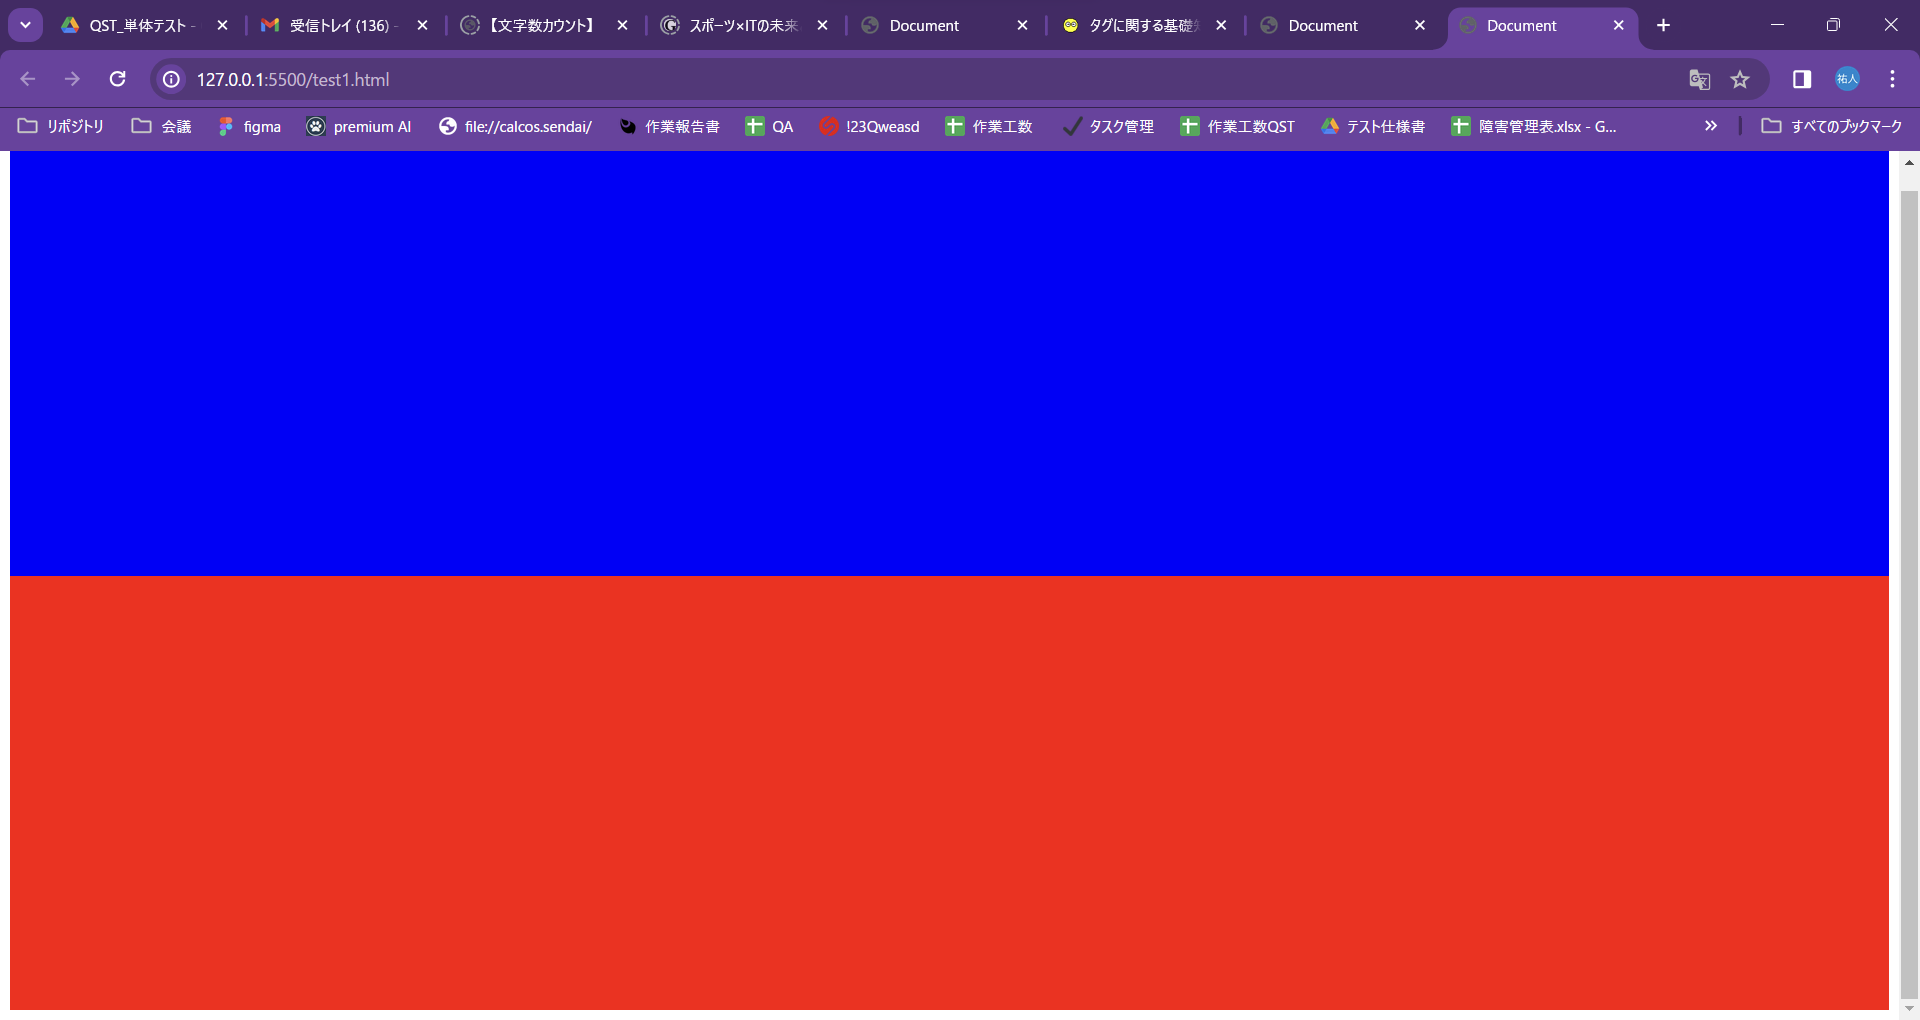 QST_単体テスト -
受信トレイ (136) -
【文字数カウント】
スポーツ×ITの未来
Document
タグに関する基礎
Document
Document
127.0.0.1:5500/test1.html
祐人
リポジトリ
会議
figma
premium AI
file://calcos.sendai/
作業報告書
QA
!23Qweasd
作業工数
タスク管理
作業工数QST
テスト仕様書
障害管理表.xlsx - G...
»
すべてのブックマーク